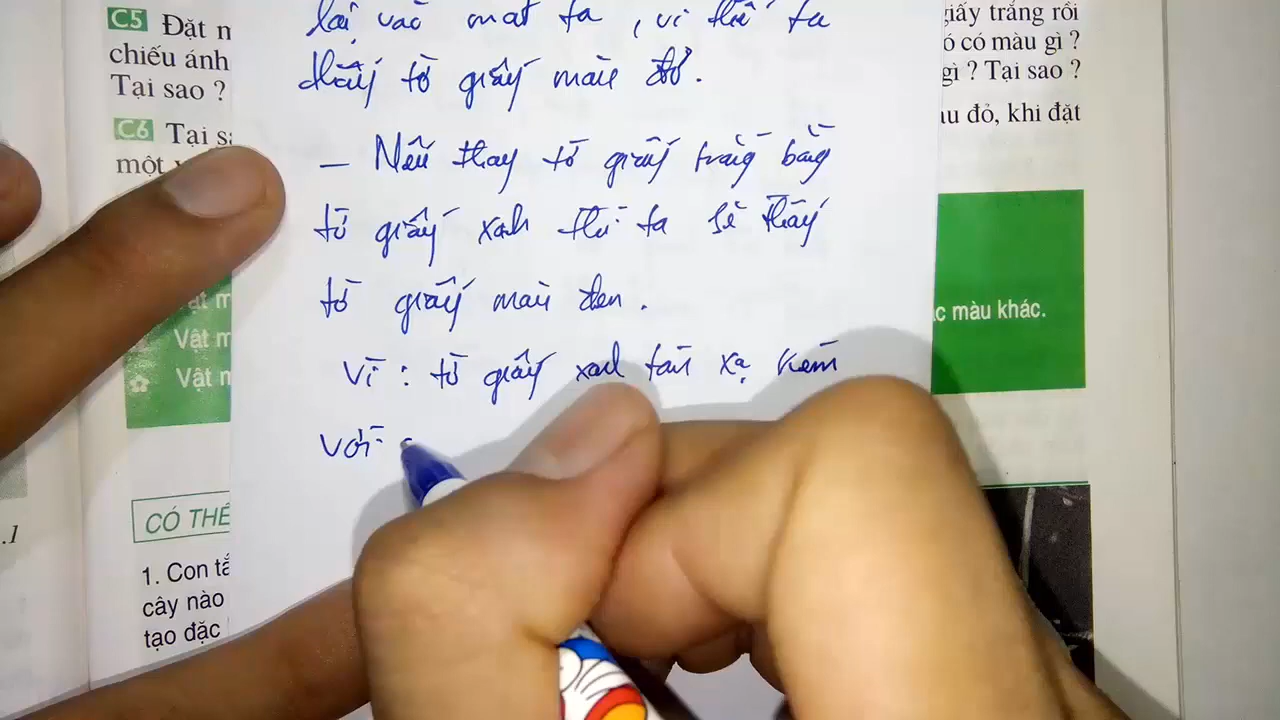 C5 Đặt m
chiếu ánh
Tại sao ?
C6 Tại sa
một
giấy trắng rồi
ó có màu gì ?
gì ? Tại sao ?
àu đỏ, khi đặt
lại vào mắt ta , vì thế ta
thấy tờ giấy màu đỏ.
– Nếu thay tờ giấy trắng bằng
tờ giấy xanh thì ta sẽ thấy
tờ giấy màu đen .
Vì : tờ giấy xanh tán xạ kém
với
ật m
Vật m
Vật m
c màu khác.
.1
CÓ THỂ
1. Con tắ
cây nào
tạo đặc